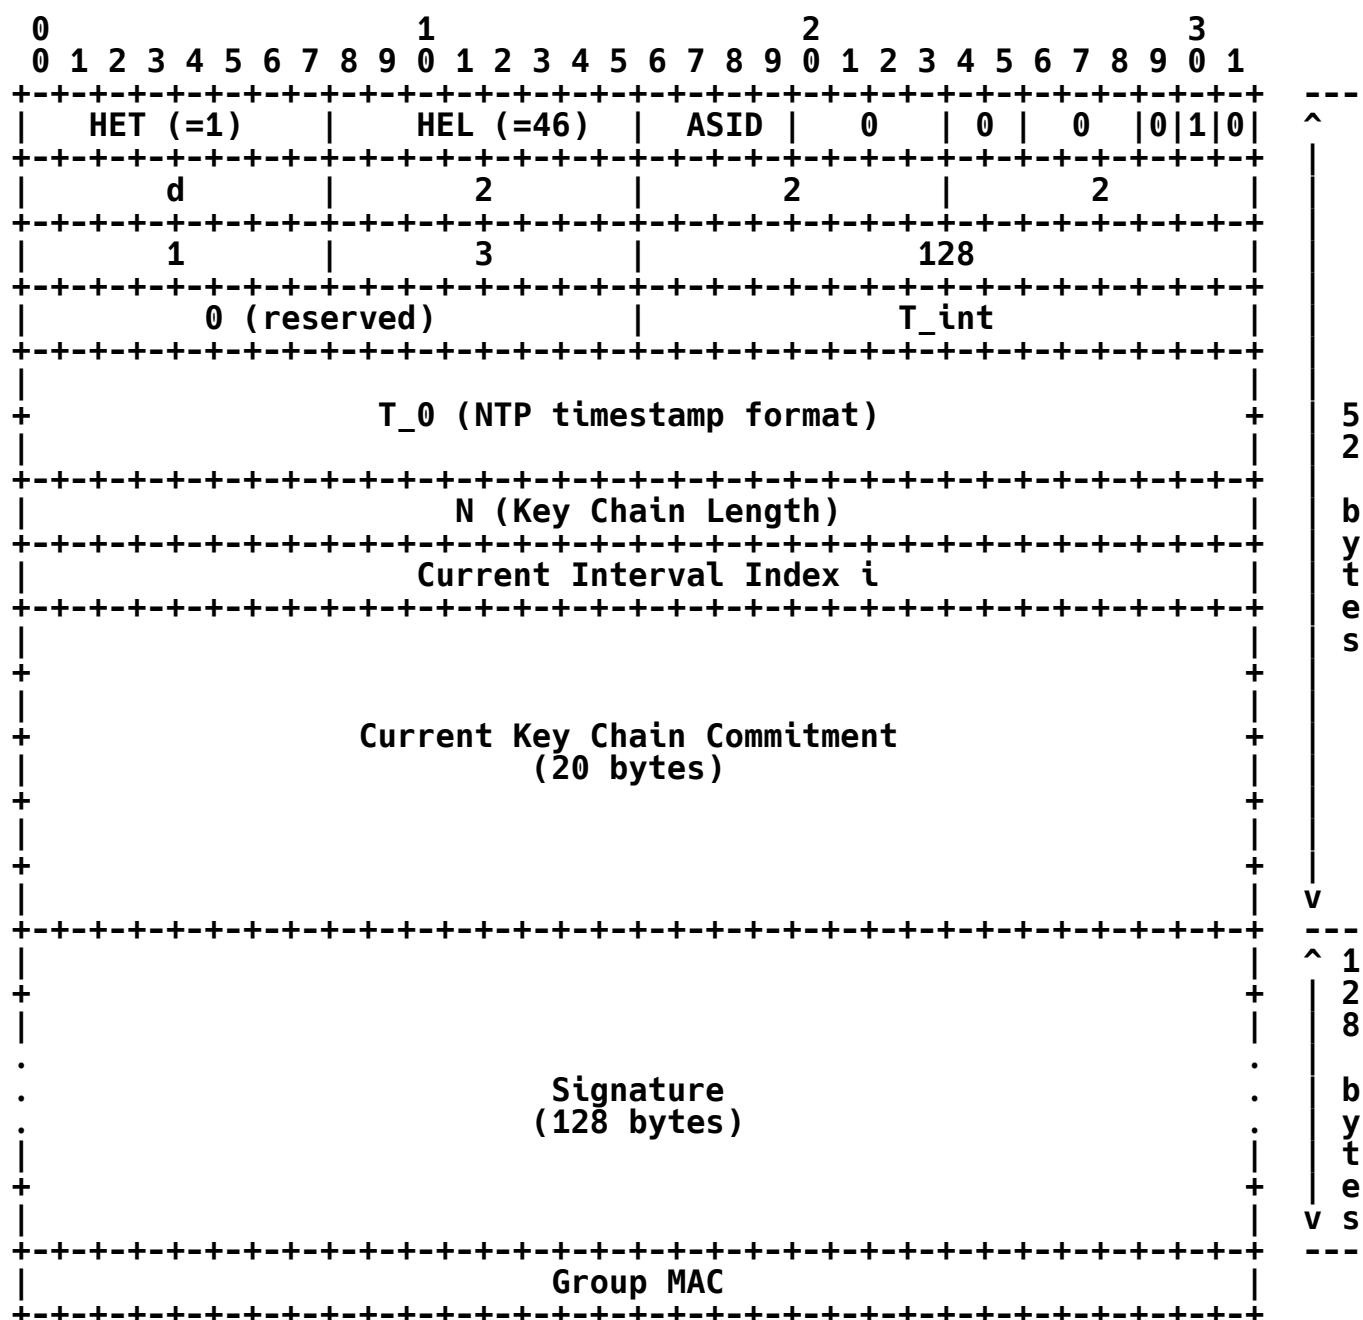 0                   1                   2                   3
 0 1 2 3 4 5 6 7 8 9 0 1 2 3 4 5 6 7 8 9 0 1 2 3 4 5 6 7 8 9 0 1
+-+-+-+-+-+-+-+-+-+-+-+-+-+-+-+-+-+-+-+-+-+-+-+-+-+-+-+-+-+-+-+-+  ---
|   HET (=1)    |    HEL (=46)  |  ASID |   0   | 0 |  0  |0|1|0|  ^
+-+-+-+-+-+-+-+-+-+-+-+-+-+-+-+-+-+-+-+-+-+-+-+-+-+-+-+-+-+-+-+-+  |
|       d       |       2       |       2       |       2       |  |
+-+-+-+-+-+-+-+-+-+-+-+-+-+-+-+-+-+-+-+-+-+-+-+-+-+-+-+-+-+-+-+-+  |
|       1       |       3       |              128              |  |
+-+-+-+-+-+-+-+-+-+-+-+-+-+-+-+-+-+-+-+-+-+-+-+-+-+-+-+-+-+-+-+-+  |
|         0 (reserved)          |             T_int             |  |
+-+-+-+-+-+-+-+-+-+-+-+-+-+-+-+-+-+-+-+-+-+-+-+-+-+-+-+-+-+-+-+-+  |
|                                                               |  |
+                  T_0 (NTP timestamp format)                   +  | 5
|                                                               |  | 2
+-+-+-+-+-+-+-+-+-+-+-+-+-+-+-+-+-+-+-+-+-+-+-+-+-+-+-+-+-+-+-+-+  |
|                      N (Key Chain Length)                     |  | b
+-+-+-+-+-+-+-+-+-+-+-+-+-+-+-+-+-+-+-+-+-+-+-+-+-+-+-+-+-+-+-+-+  | y
|                    Current Interval Index i                   |  | t
+-+-+-+-+-+-+-+-+-+-+-+-+-+-+-+-+-+-+-+-+-+-+-+-+-+-+-+-+-+-+-+-+  | e
|                                                               |  | s
+                                                               +  |
|                                                               |  |
+                 Current Key Chain Commitment                  +  |
|                          (20 bytes)                           |  |
+                                                               +  |
|                                                               |  |
+                                                               +  |
|                                                               |  v
+-+-+-+-+-+-+-+-+-+-+-+-+-+-+-+-+-+-+-+-+-+-+-+-+-+-+-+-+-+-+-+-+  ---
|                                                               |  ^ 1
+                                                               +  | 2
|                                                               |  | 8
.                                                               .  |
.                           Signature                           .  | b
.                          (128 bytes)                          .  | y
|                                                               |  | t
+                                                               +  | e
|                                                               |  v s
+-+-+-+-+-+-+-+-+-+-+-+-+-+-+-+-+-+-+-+-+-+-+-+-+-+-+-+-+-+-+-+-+  ---
|                           Group MAC                           |
+-+-+-+-+-+-+-+-+-+-+-+-+-+-+-+-+-+-+-+-+-+-+-+-+-+-+-+-+-+-+-+-+